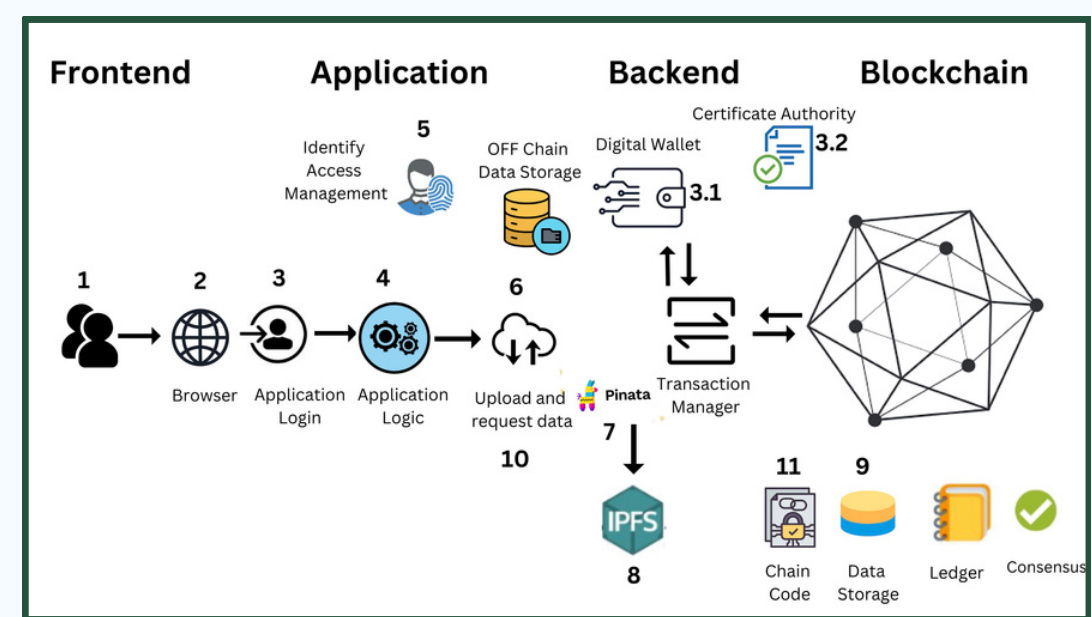 Frontend
Application
Backend
Blockchain
Certificate Authority
3.2
5
Identify
Access
Management
OFF Chain
Data Storage
Digital Wallet
3.1
1
2
3
4
6
Browser
Application
Login
Application
Logic
Upload and
request data
10
Pinata
7
Transaction
Manager
IPFS
8
11
9
Chain
Code
Data
Storage
Ledger
Consensus